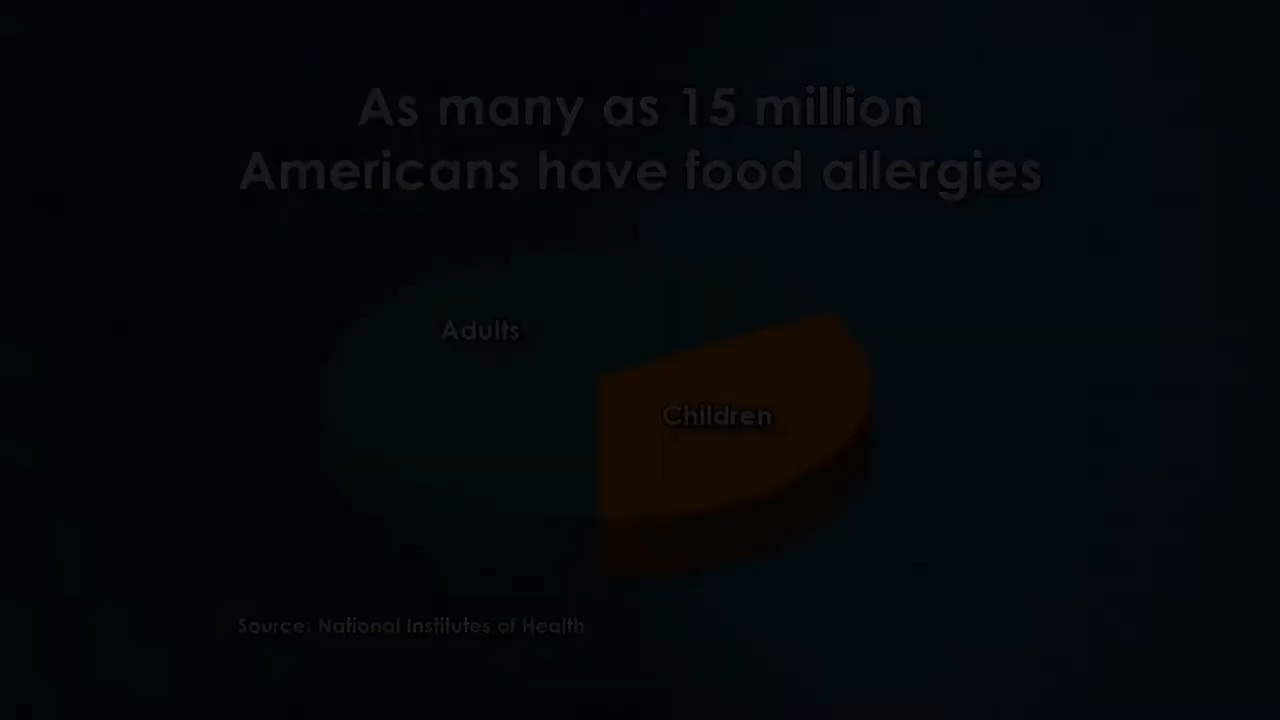 As many as 15 million
Americans have food allergies
Adults
Children
Source: National Institutes of Health